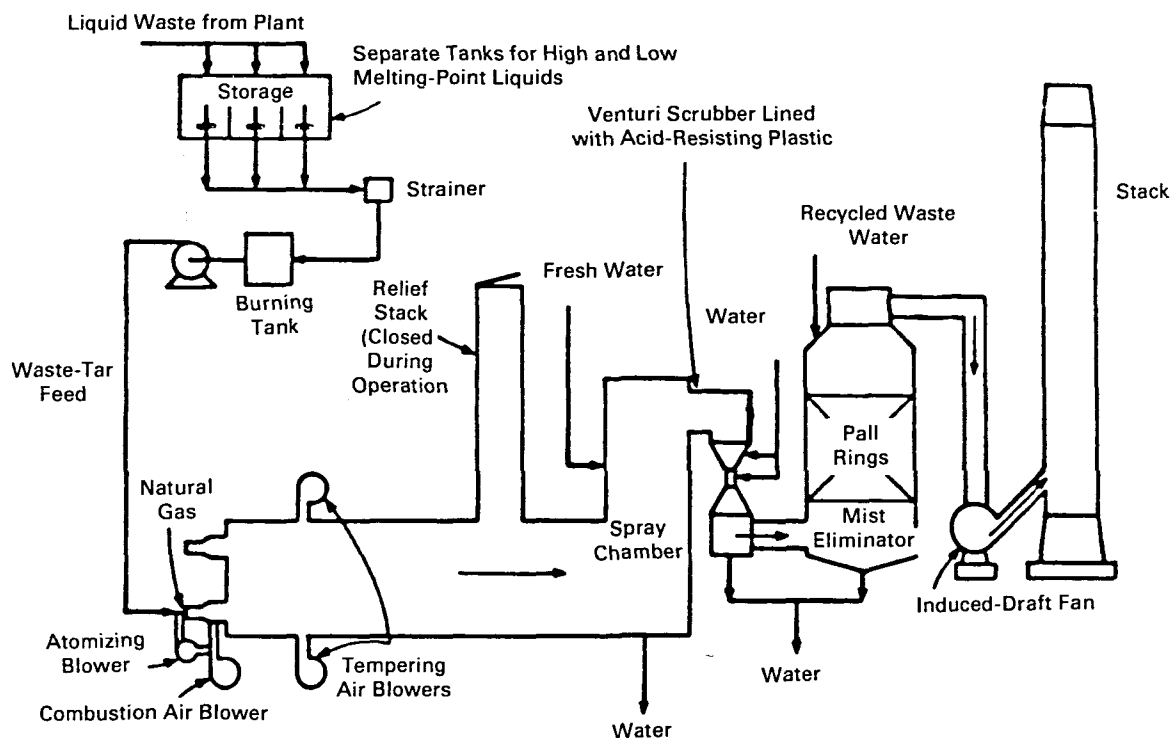 Liquid Waste from Plant
Separate Tanks for High and Low
Melting-Point Liquids
Storage
Venturi Scrubber Lined
with Acid-Resisting Plastic
Strainer
Stack
Recycled Waste
Water
Burning
Tank
Fresh Water
Relief
Stack
(Closed
During
Operation
Water
Waste-Tar
Feed
Pall
Rings
Natural
Gas
Mist
Eliminator
Spray
Chamber
Induced-Draft Fan
Atomizing
Blower
Tempering
Air Blowers
Water
Combustion Air Blower
Water